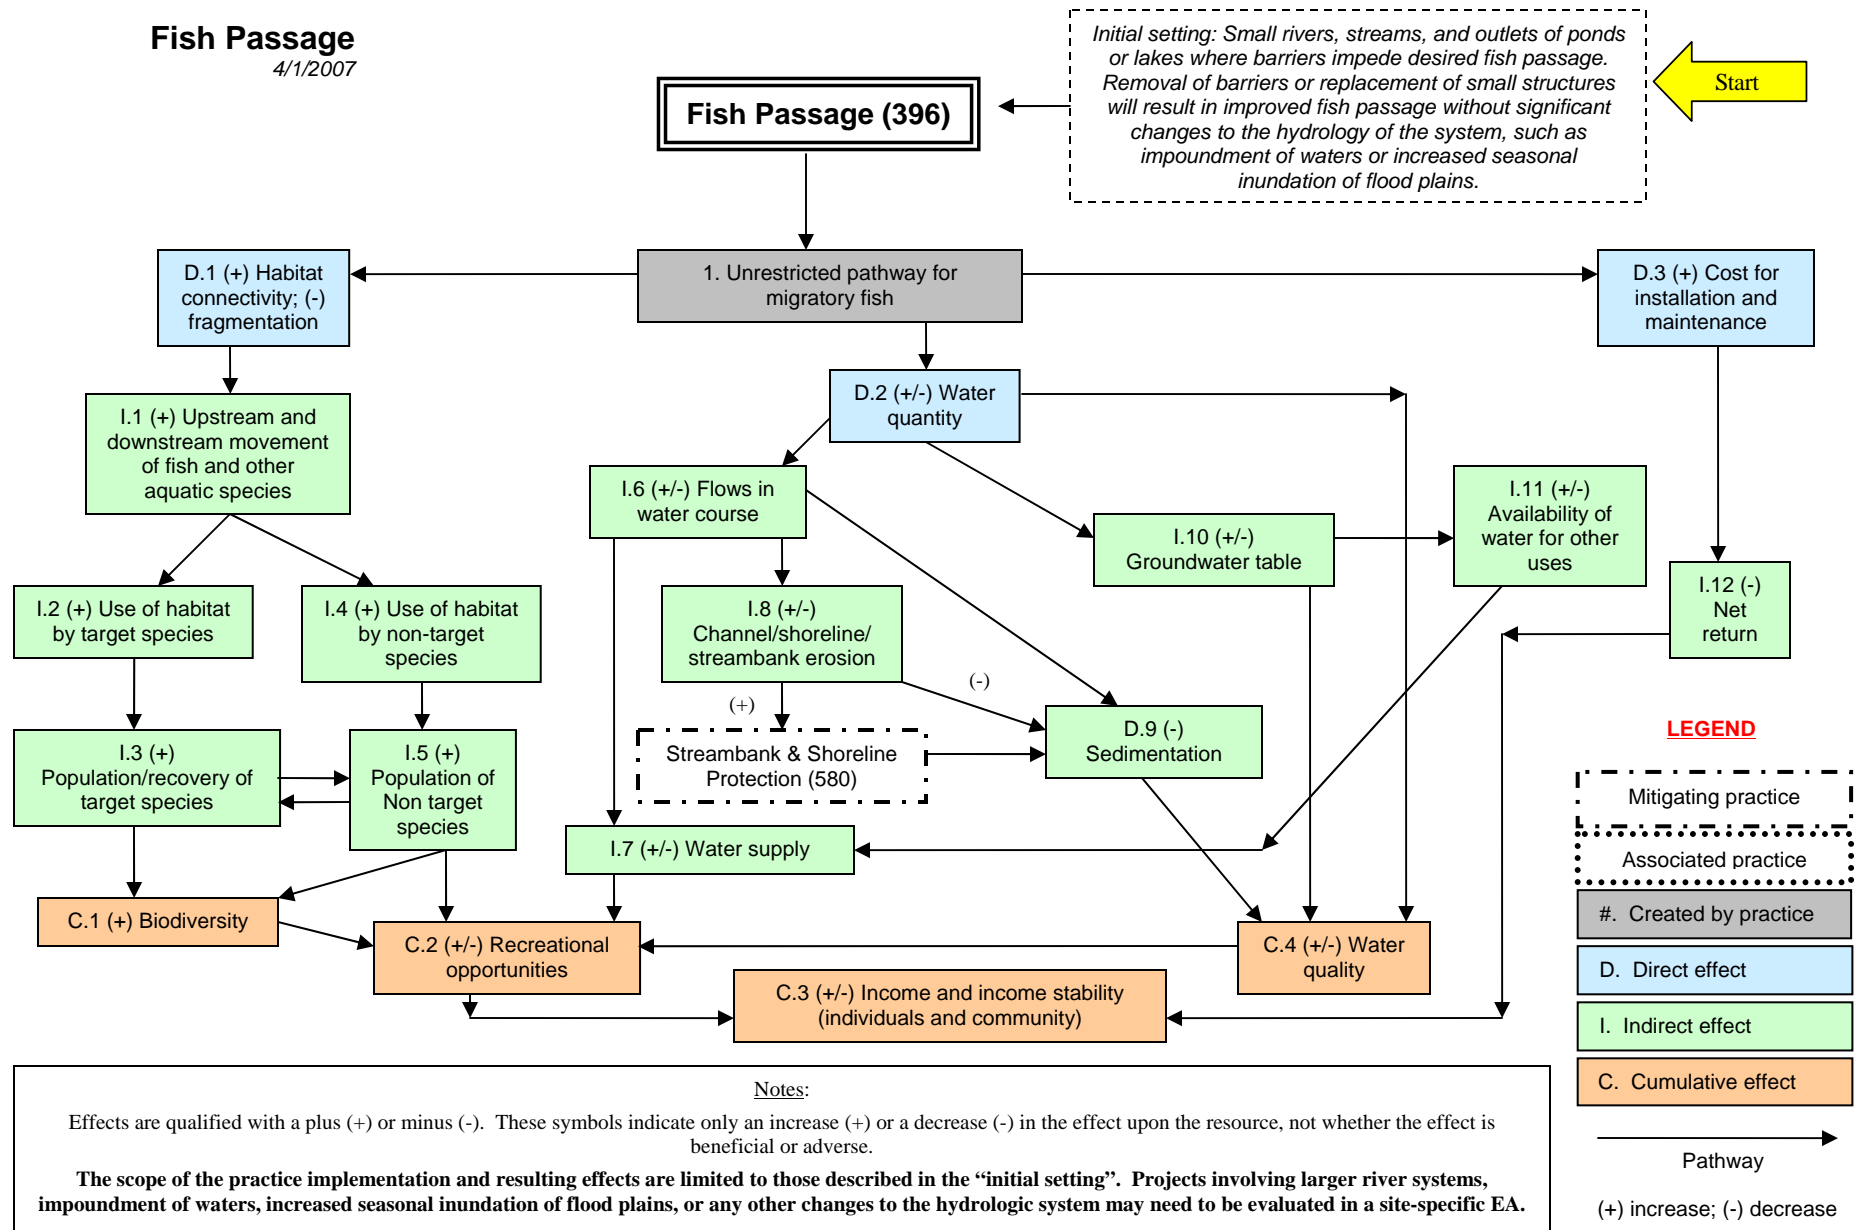 Fish Passage
4/1/2007
Initial setting: Small rivers, streams, and outlets of ponds
or lakes where barriers impede desired fish passage.
Removal of barriers or replacement of small structures
will result in improved fish passage without significant
changes to the hydrology of the system, such as
impoundment of waters or increased seasonal
inundation of flood plains.
Start
Fish Passage (396)
D.1 (+) Habitat
connectivity; (-)
fragmentation
1. Unrestricted pathway for
migratory fish
D.3 (+) Cost for
installation and
maintenance
D.2 (+/-) Water
quantity
I.1 (+) Upstream and
downstream movement
of fish and other
aquatic species
I.6 (+/-) Flows in
water course
I.10 (+/-)
Groundwater table
I.11 (+/-)
Availability of
water for other
uses
I.12 (-)
Net
return
I.2 (+) Use of habitat
by target species
I.4 (+) Use of habitat
by non-target
species
I.8 (+/-)
Channel/shoreline/
streambank erosion
(-)
(+)
I.3 (+)
Population/recovery of
target species
I.5 (+)
Population of
Non target
species
Streambank & Shoreline
Protection (580)
D.9 (-)
Sedimentation
I.7 (+/-) Water supply
C.1 (+) Biodiversity
C.2 (+/-) Recreational
opportunities
C.4 (+/-) Water
quality
C.3 (+/-) Income and income stability
(individuals and community)
LEGEND
Mitigating practice
Associated practice
#. Created by practice
D. Direct effect
I. Indirect effect
C. Cumulative effect
Pathway
(+) increase; (-) decrease
Notes:
Effects are qualified with a plus (+) or minus (-). These symbols indicate only an increase (+) or a decrease (-) in the effect upon the resource, not whether the effect is
beneficial or adverse.
The scope of the practice implementation and resulting effects are limited to those described in the “initial setting”. Projects involving larger river systems,
impoundment of waters, increased seasonal inundation of flood plains, or any other changes to the hydrologic system may need to be evaluated in a site-specific EA.